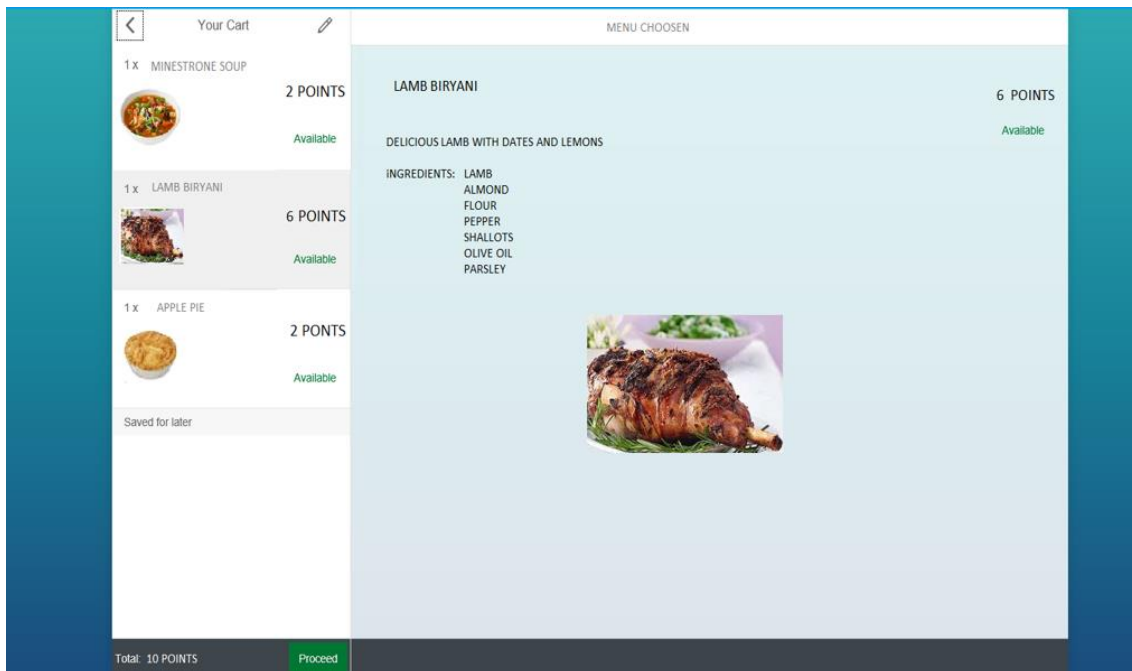 Your Cart
1 x MINESTRONE SOUP
2 POINTS
Available
1 x LAMB BIRYANI
6 POINTS
Available
1 x APPLE PIE
2 PONTS
Available
Saved for later
Total: 10 POINTS
Proceed
MENU CHOOSEN
LAMB BIRYANI
6 POINTS
Available
DELICIOUS LAMB WITH DATES AND LEMONS
INGREDIENTS: LAMB
ALMOND
FLOUR
PEPPER
SHALLOTS
OLIVE OIL
PARSLEY